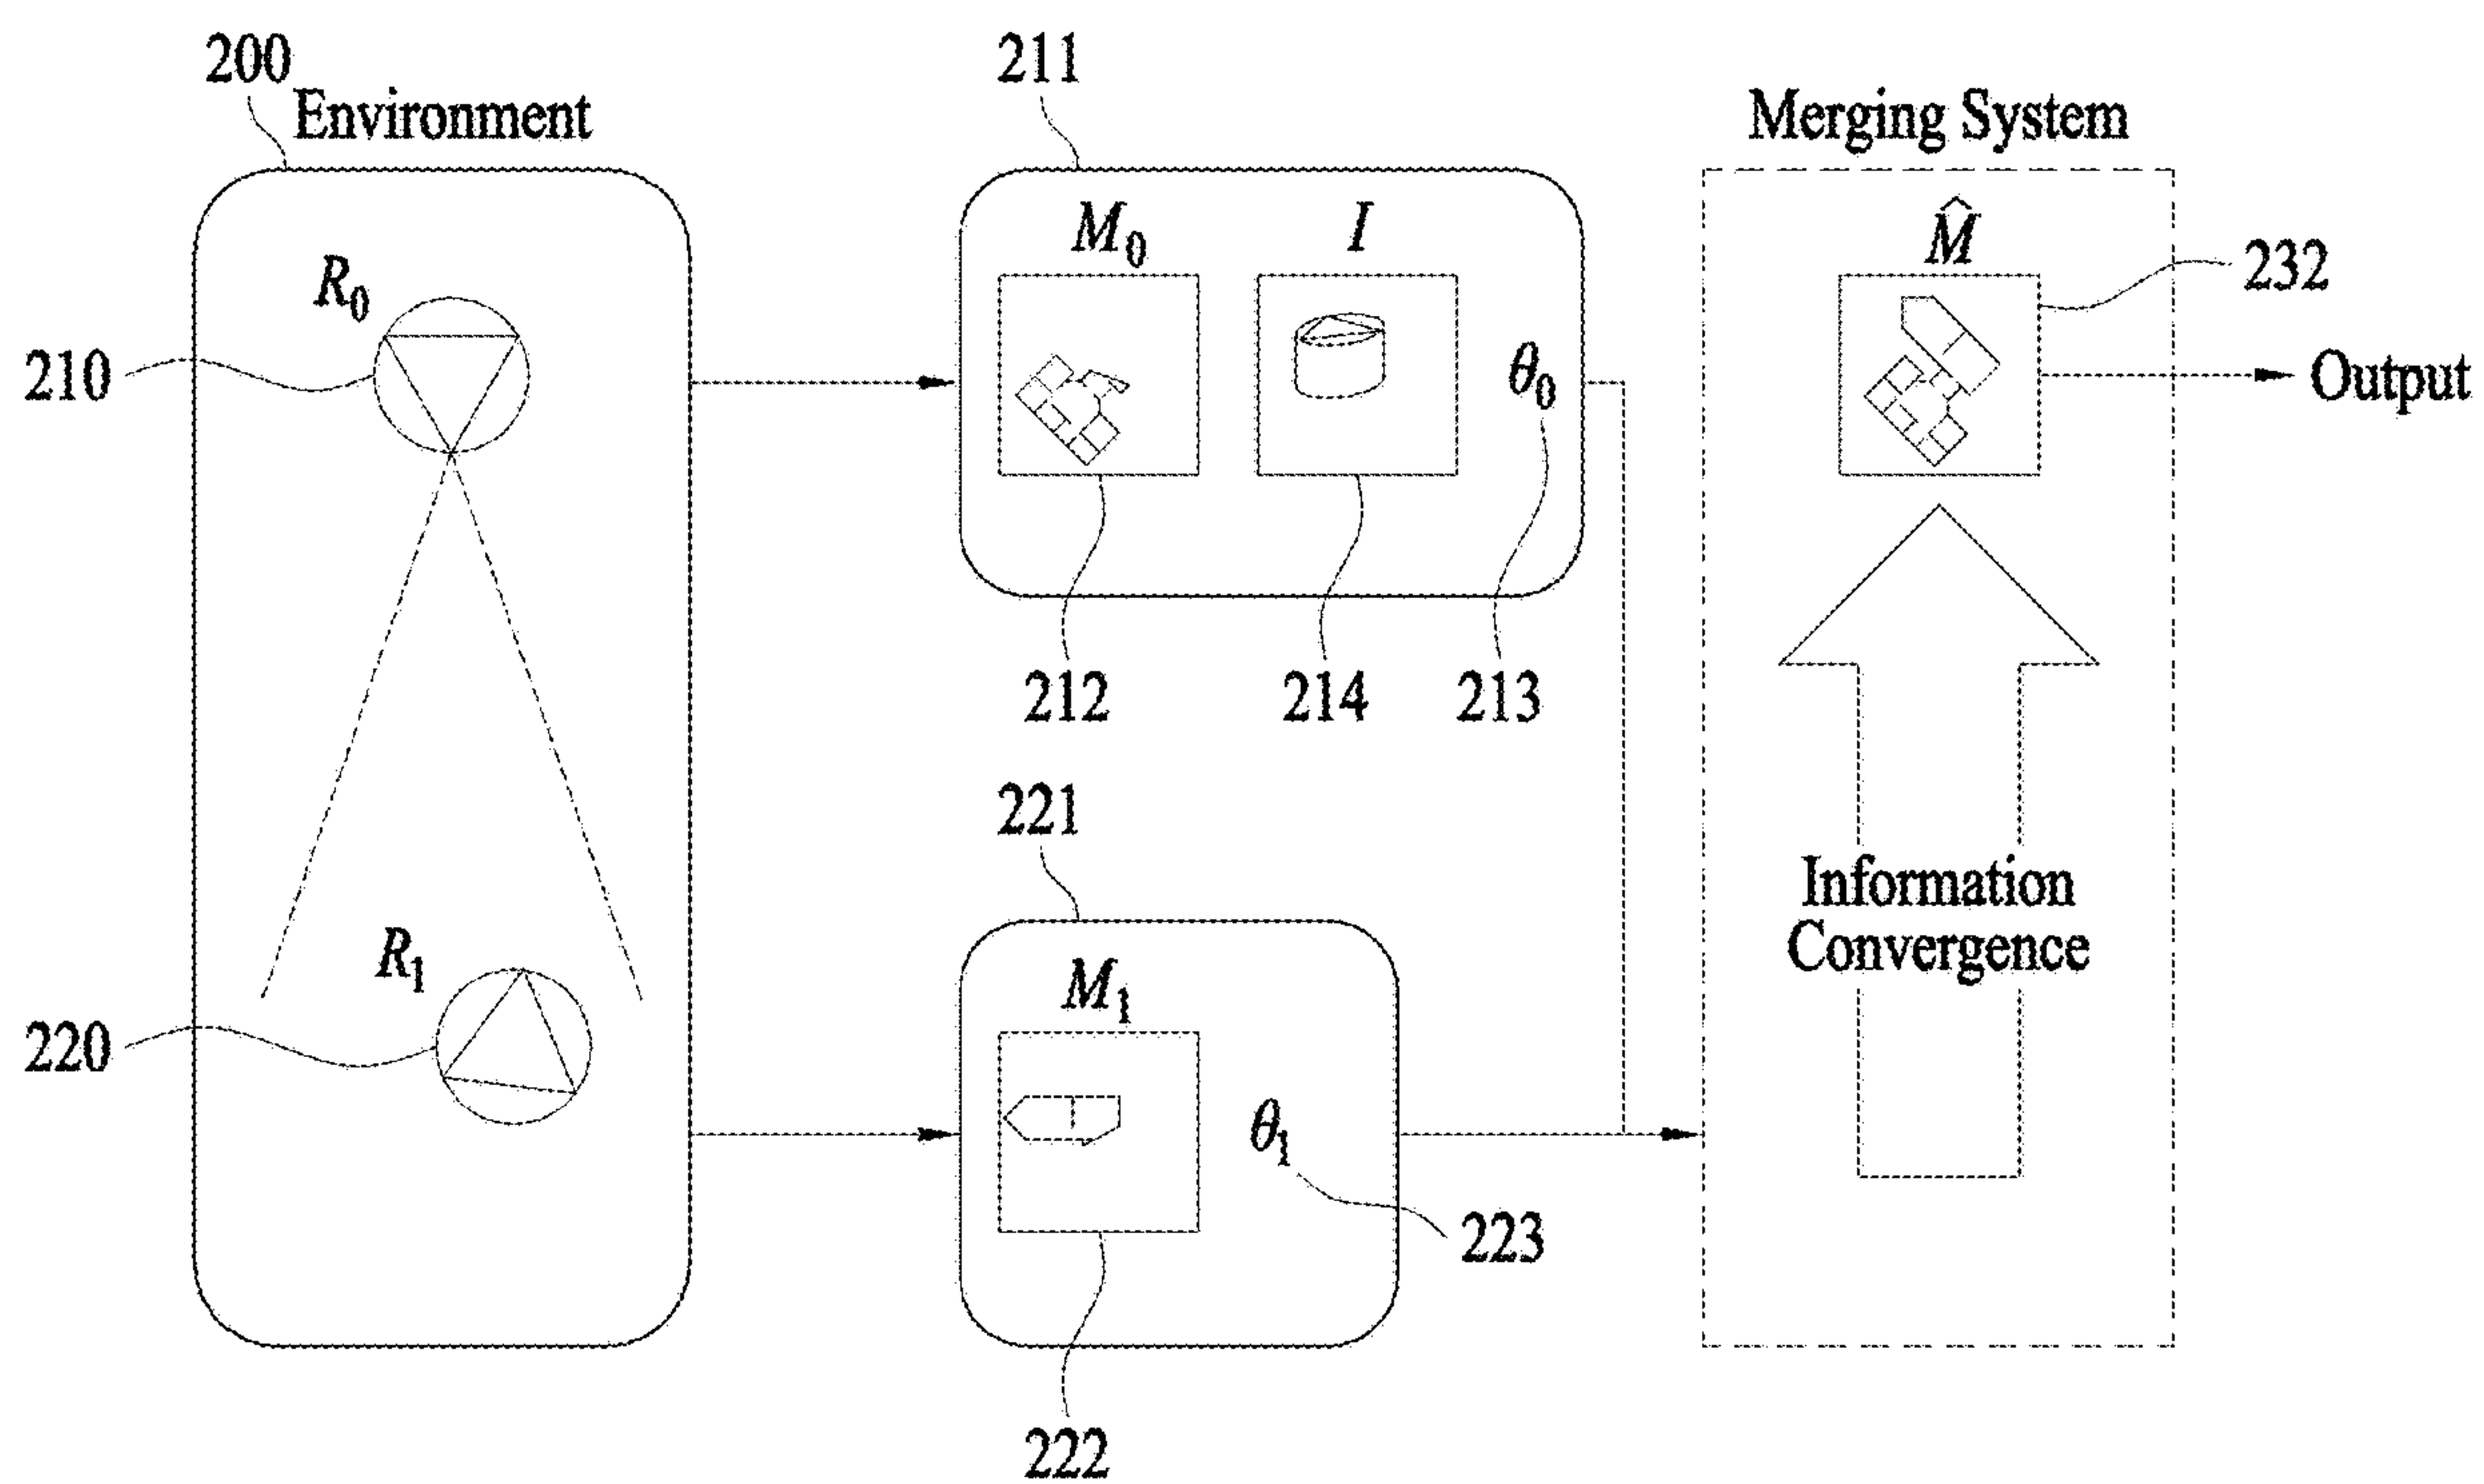 200
Environment
R₀
210
R₁
220
211
M₀
I
θ₀
212
214
213
221
M₁
θ₁
223
222
Merging System
M̂
232
Output
Information
Convergence